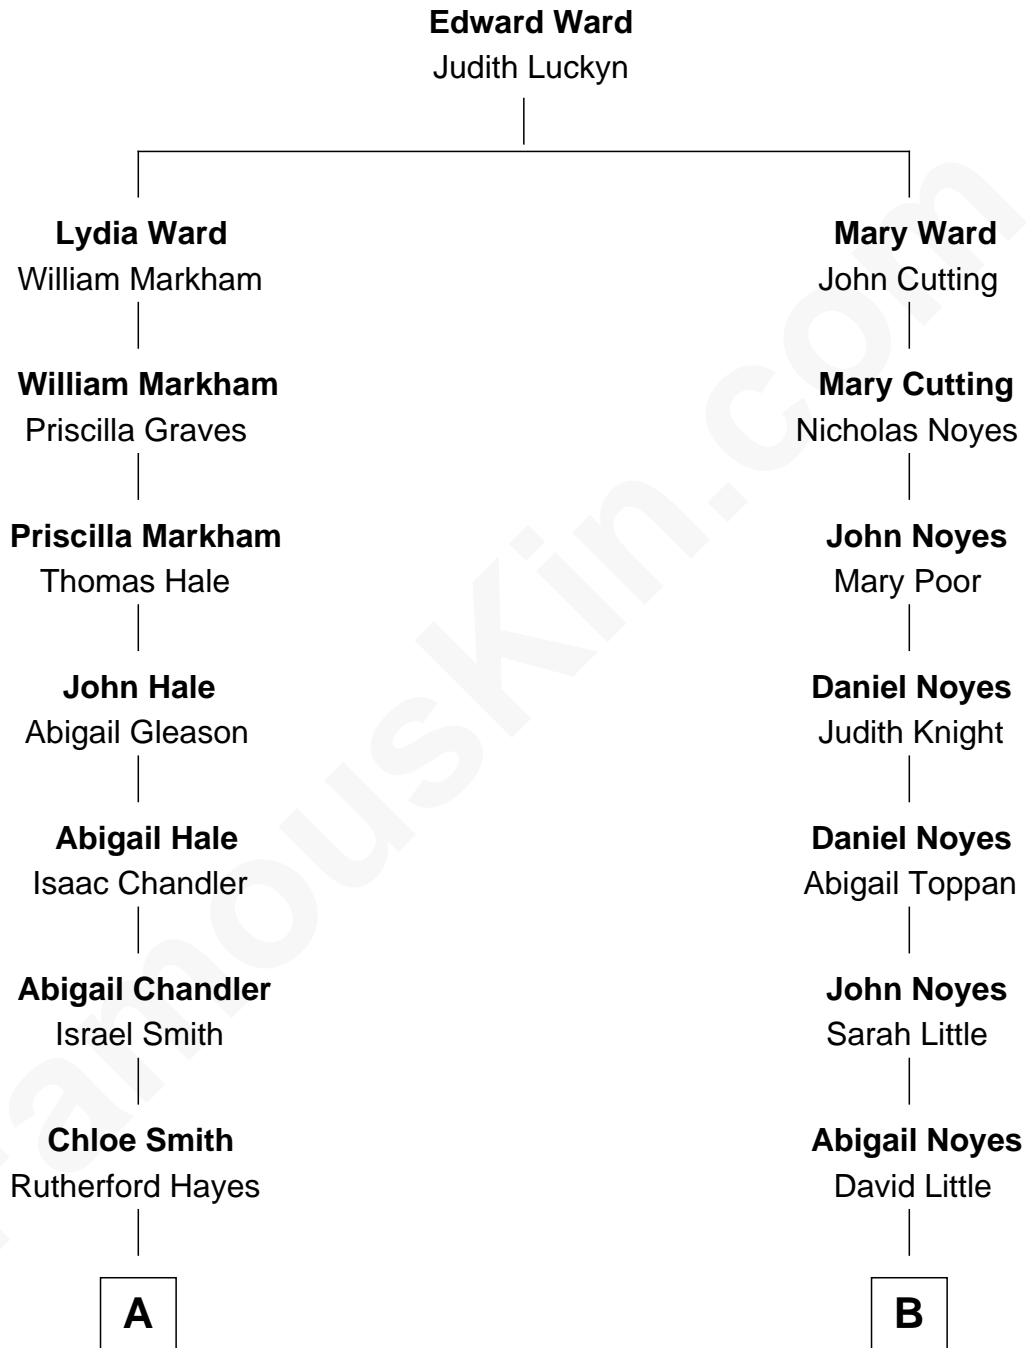 Edward Ward
Judith Luckyn
Lydia Ward
William Markham
Mary Ward
John Cutting
William Markham
Priscilla Graves
Mary Cutting
Nicholas Noyes
Priscilla Markham
Thomas Hale
John Noyes
Mary Poor
John Hale
Abigail Gleason
Daniel Noyes
Judith Knight
Abigail Hale
Isaac Chandler
Daniel Noyes
Abigail Toppan
Abigail Chandler
Israel Smith
John Noyes
Sarah Little
Chloe Smith
Rutherford Hayes
Abigail Noyes
David Little
A
B
FamousKin.com